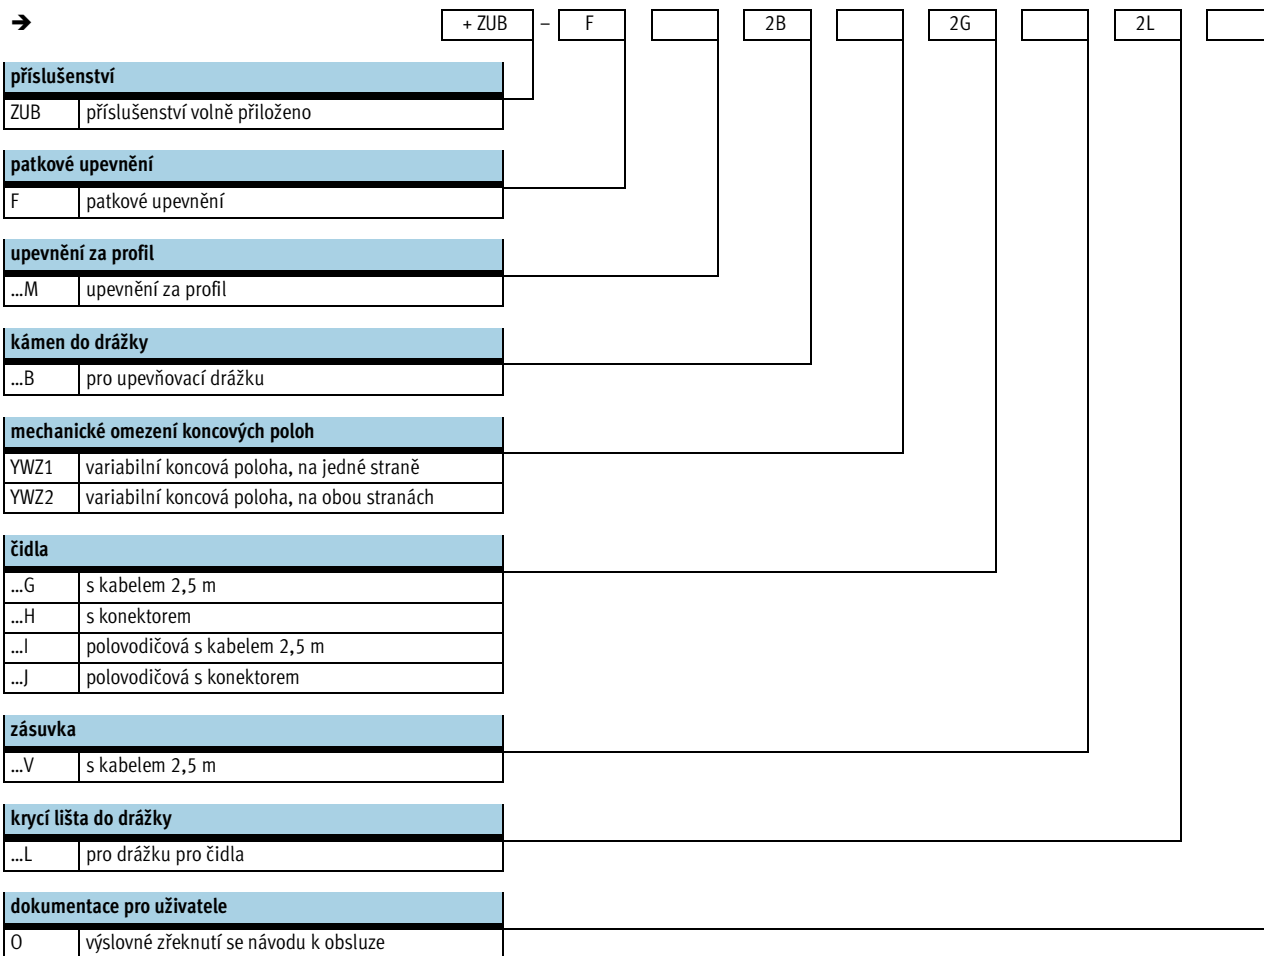 ➔ + ZUB – F 2B 2G 2L
příslušenství
ZUB příslušenství volně přiloženo
patkové upevnění
F patkové upevnění
upevnění za profil
...M upevnění za profil
kámen do drážky
...B pro upevňovací drážku
mechanické omezení koncových poloh
YWZ1 variabilní koncová poloha, na jedné straně
YWZ2 variabilní koncová poloha, na obou stranách
čidla
...G s kabelem 2,5 m
...H s konektorem
...I polovodičová s kabelem 2,5 m
...J polovodičová s konektorem
zásuvka
...V s kabelem 2,5 m
krycí lišta do drážky
...L pro drážku pro čidla
dokumentace pro uživatele
O výslovné zřeknutí se návodu k obsluze